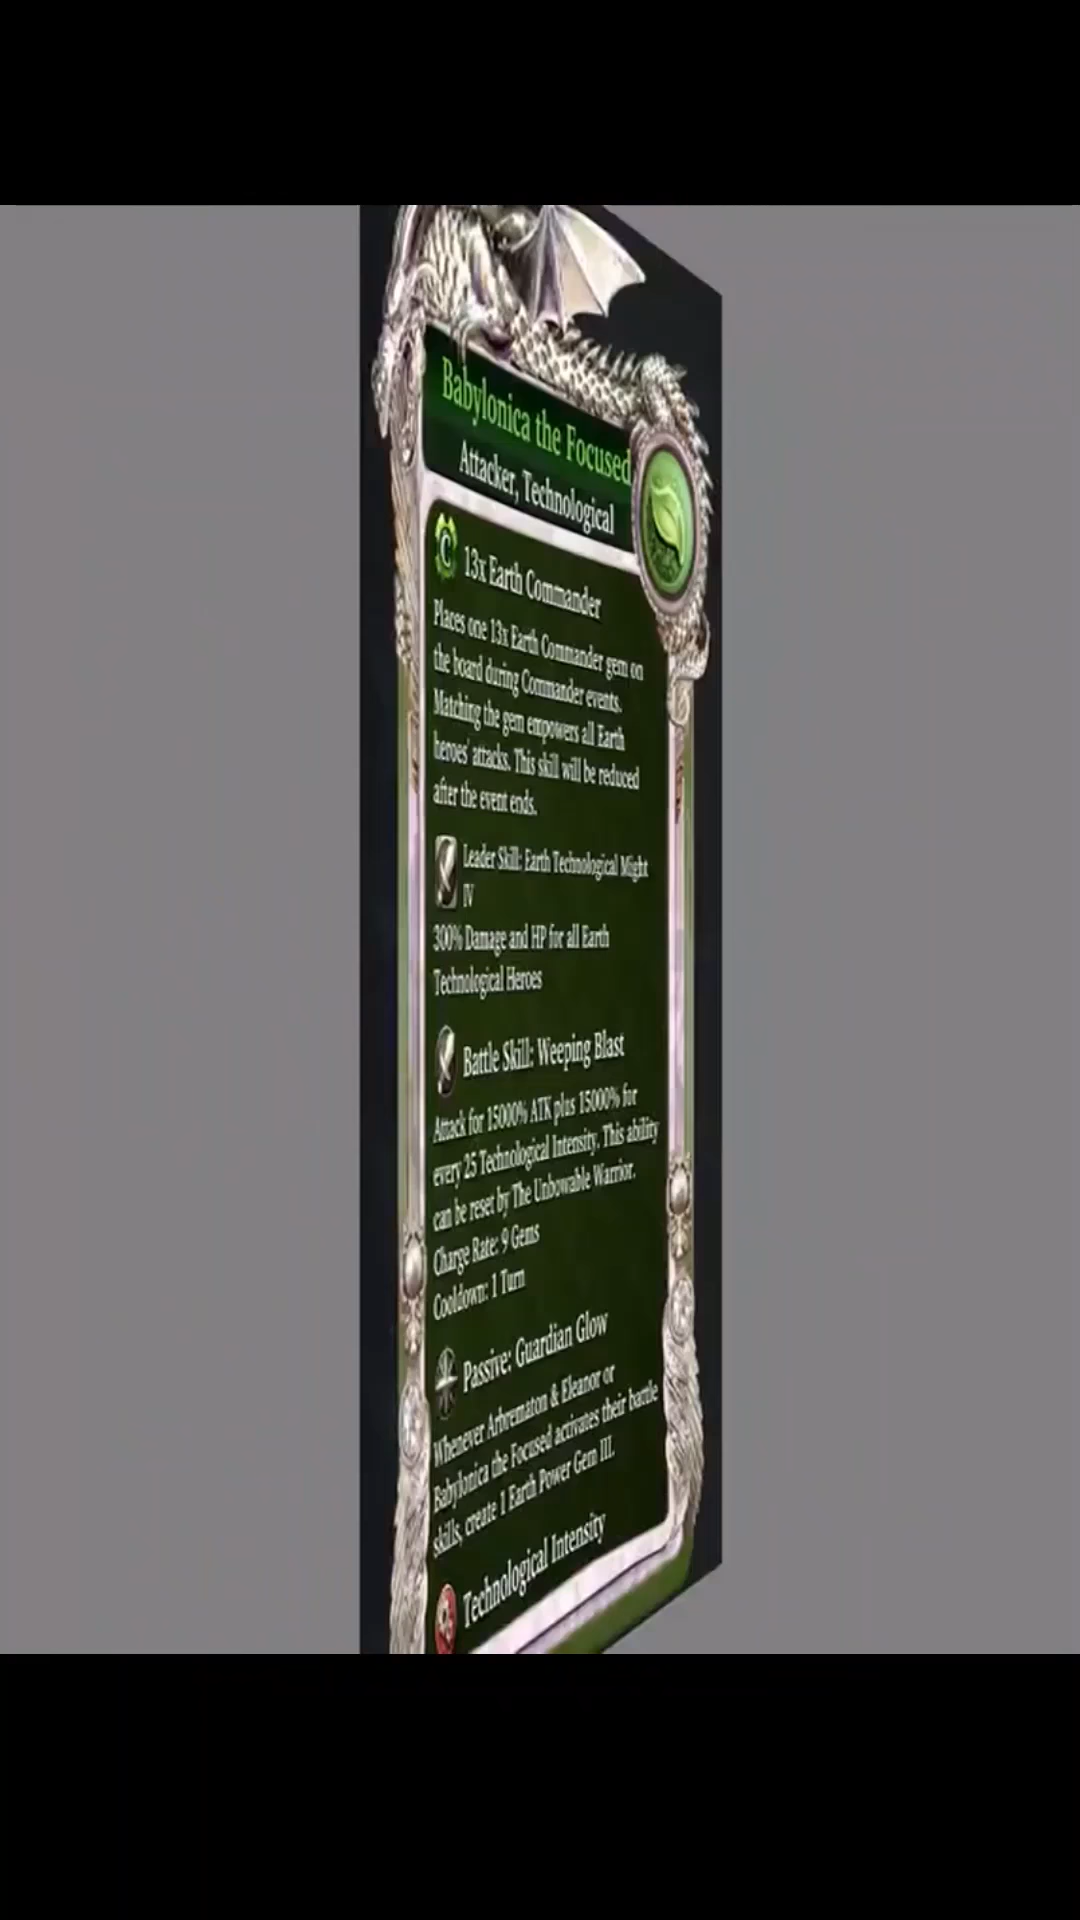 Babylonica the Focused
Attacker, Technological
C
13x Earth Commander
Places one 13x Earth Commander gem on
the board during Commander events.
Matching the gem empowers all Earth
heroes' attacks. This skill will be reduced
after the event ends.
Leader Skill: Earth Technological Might
IV
300% Damage and HP for all Earth
Technological Heroes
Battle Skill: Weeping Blast
Attack for 15000% ATK plus 15000% for
every 25 Technological Intensity. This ability
can be reset by The Unbowable Warrior.
Charge Rate: 9 Gems
Cooldown: 1 Turn
Passive: Guardian Glow
Whenever Arbrematon & Eleanor or
Babylonica the Focused activates their battle
skills, create 1 Earth Power Gem III.
Technological Intensity